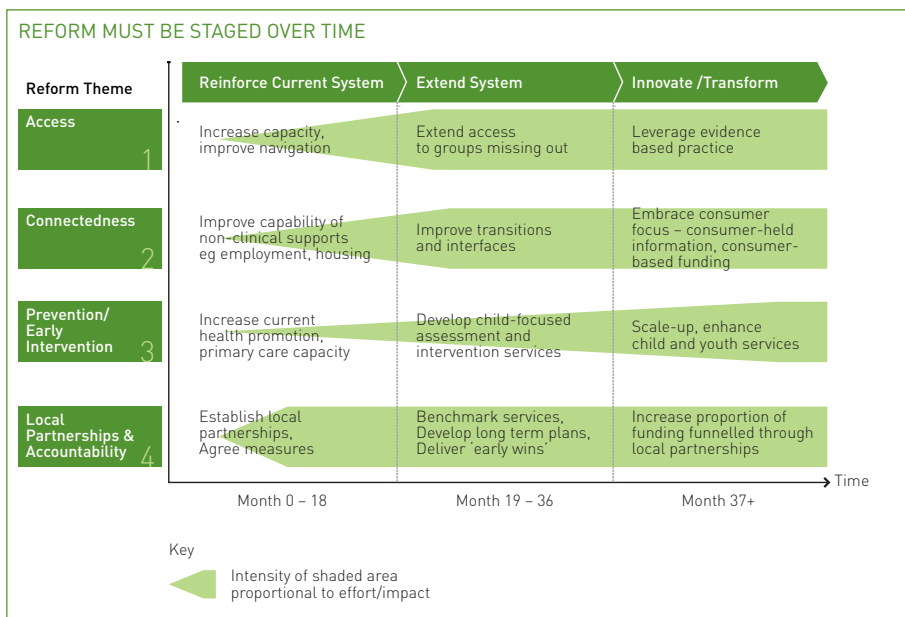 REFORM MUST BE STAGED OVER TIME
Reform Theme
Reinforce Current System
Extend System
Innovate /Transform
Access
1
Increase capacity,
improve navigation
Extend access
to groups missing out
Leverage evidence
based practice
Connectedness
2
Improve capability of
non-clinical supports
eg employment, housing
Improve transitions
and interfaces
Embrace consumer
focus – consumer-held
information, consumer-
based funding
Prevention/
Early
Intervention
3
Increase current
health promotion,
primary care capacity
Develop child-focused
assessment and
intervention services
Scale-up, enhance
child and youth services
Local
Partnerships &
Accountability
4
Establish local
partnerships,
Agree measures
Benchmark services,
Develop long term plans,
Deliver 'early wins'
Increase proportion of
funding funnelled through
local partnerships
Time
Month 0 – 18
Month 19 – 36
Month 37+
Key
Intensity of shaded area
proportional to effort/impact